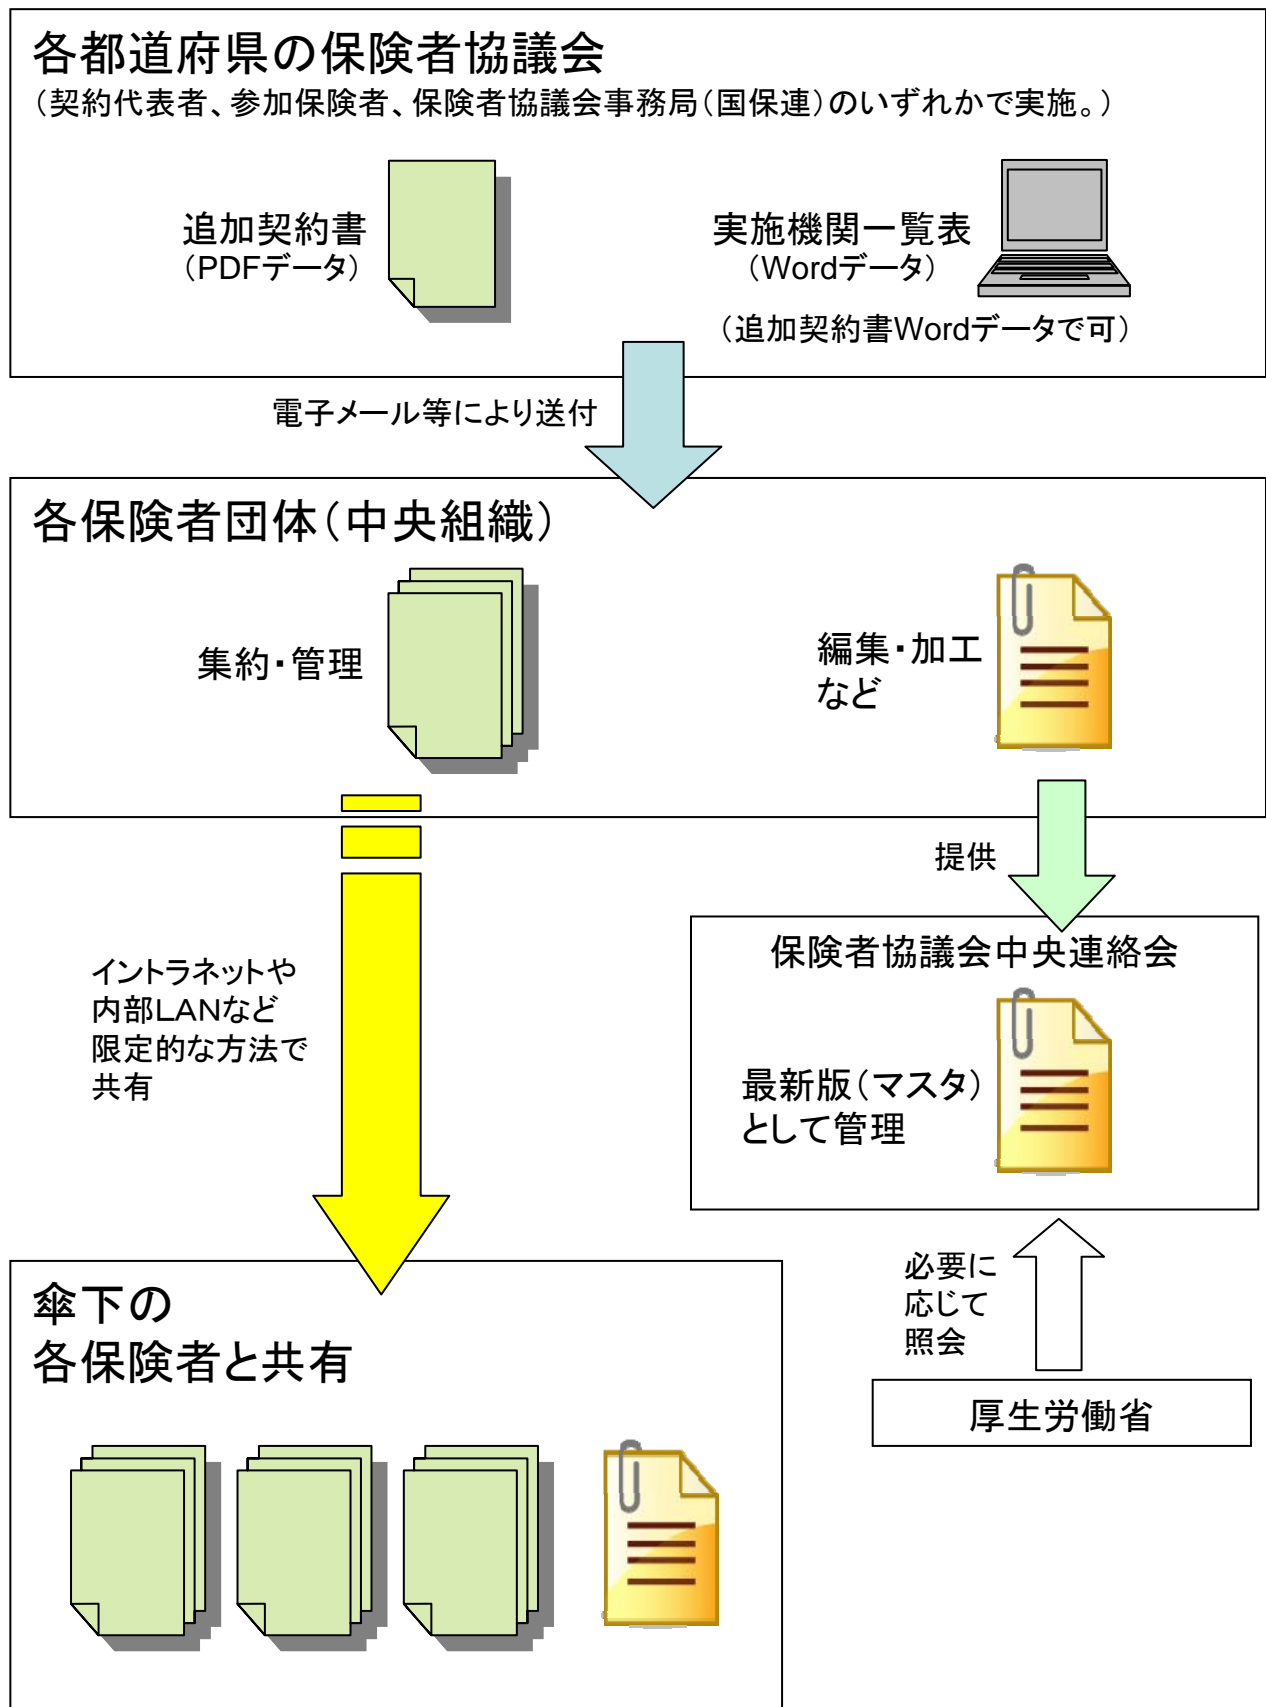 各都道府県の保険者協議会
（契約代表者、参加保険者、保険者協議会事務局（国保連）のいずれかで実施。）
追加契約書
（PDFデータ）
実施機関一覧表
（Wordデータ）
（追加契約書Wordデータで可）
電子メール等により送付
各保険者団体（中央組織）
集約・管理
編集・加工
など
提供
イントラネットや
内部LANなど
限定的な方法で
共有
保険者協議会中央連絡会
最新版（マスタ）
として管理
必要に
応じて
照会
厚生労働省
傘下の
各保険者と共有